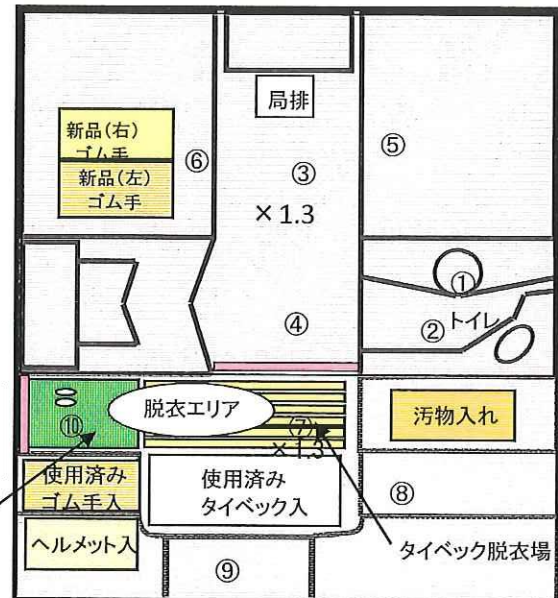 局排
新品(右)
ゴム手
新品(左)
ゴム手
⑥
③
⑤
×1.3
④
①
②
トイレ
脱衣エリア
⑩
⑦
×1.3
汚物入れ
使用済み
ゴム手入
使用済み
タイベック入
⑧
ヘルメット入
タイベック脱衣場
⑨